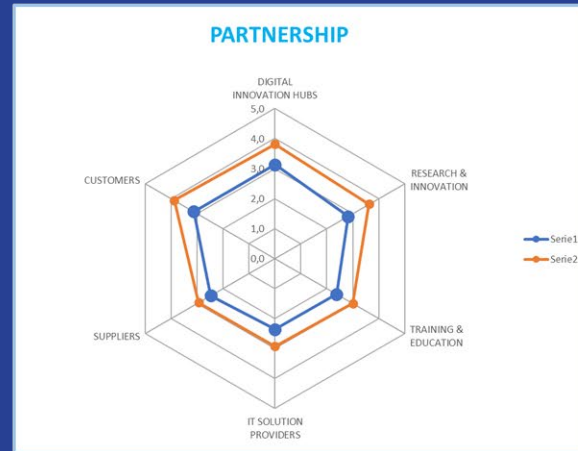 PARTNERSHIP
DIGITAL
INNOVATION HUBS
5,0
4,0
3,0
2,0
1,0
0,0
RESEARCH &
INNOVATION
TRAINING &
EDUCATION
IT SOLUTION
PROVIDERS
SUPPLIERS
CUSTOMERS
Serie1
Serie2